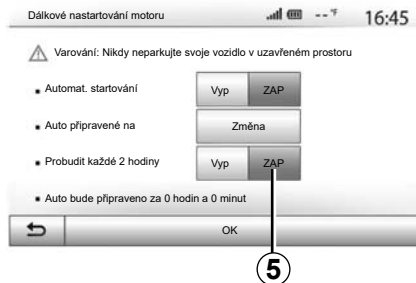 Dálkové nastartování motoru -- °F 16:45
Varování: Nikdy neparkujte svoje vozidlo v uzavřeném prostoru
Automat. startování Vyp ZAP
Auto připravené na Změna
Probudit každé 2 hodiny Vyp ZAP
Auto bude připraveno za 0 hodin a 0 minut
OK
5